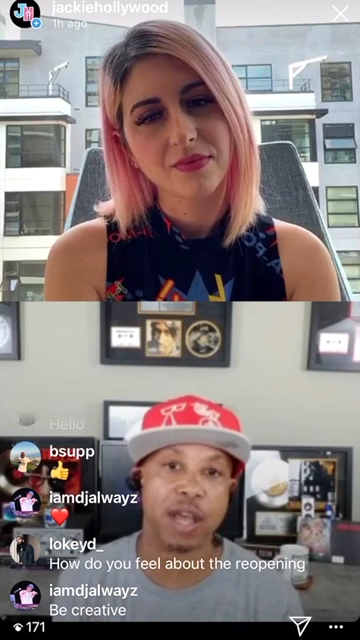 jackiehollywood
1h ago
Hello
bsupp
👍
iamdjalwayz
❤️
lokeyd_
How do you feel about the reopening
iamdjalwayz
Be creative
171